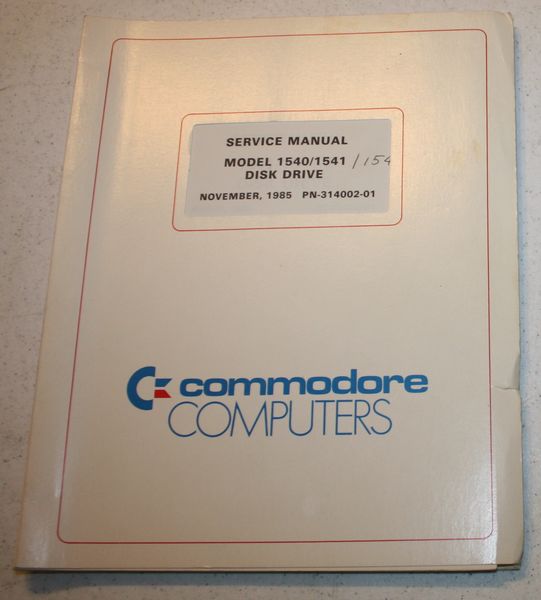 SERVICE MANUAL
MODEL 1540/1541 /154
DISK DRIVE
NOVEMBER, 1985 PN-314002-01
commodore
COMPUTERS